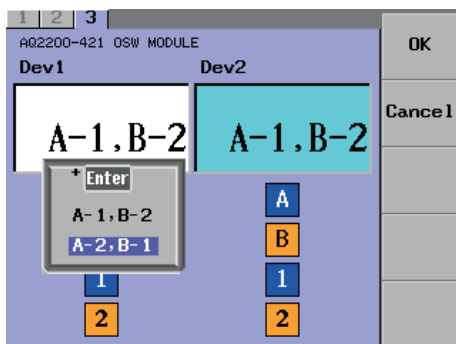 1 2 3
AQ2200-421 OSW MODULE
OK
Dev1 Dev2
Cancel
A-1,B-2 A-1,B-2
+ Enter
A-1,B-2
A-2,B-1
A
B
1 1
2 2